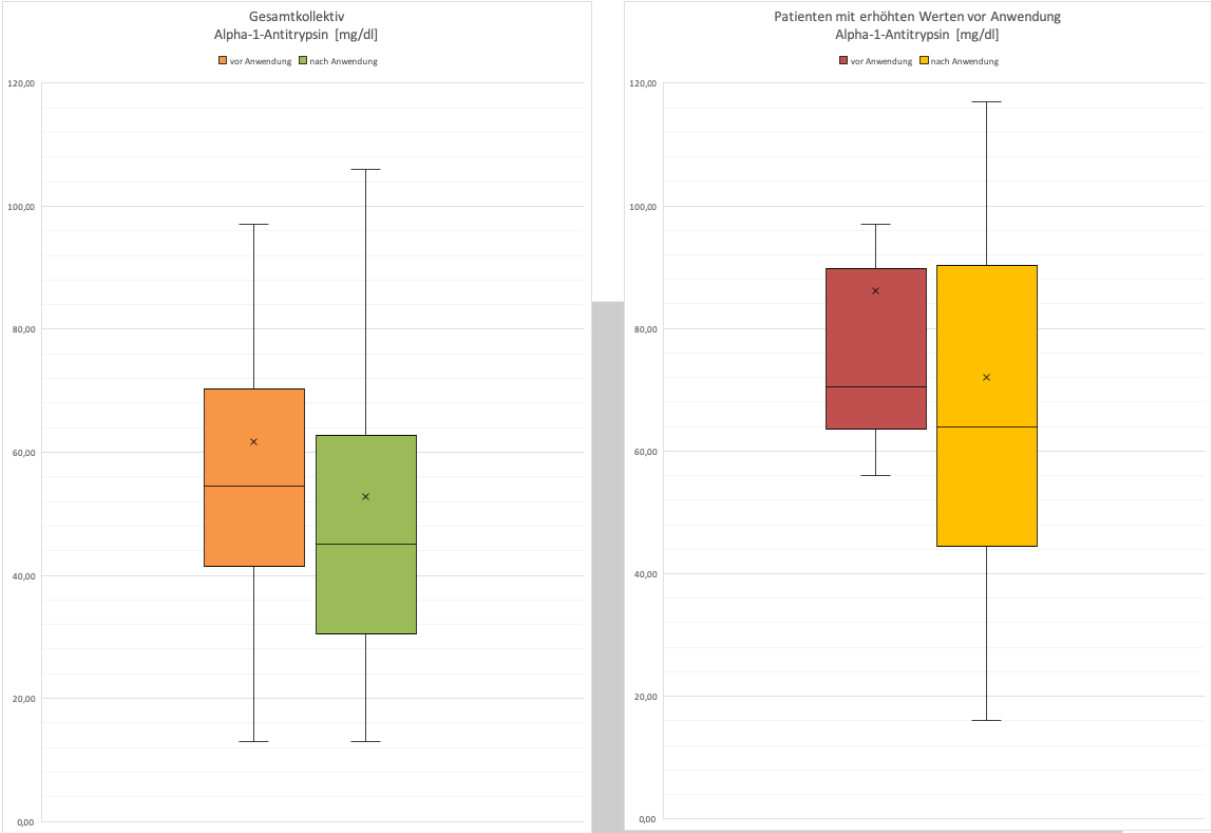 Gesamtkollektiv
Alpha-1-Antitrypsin [mg/dl]
vor Anwendung nach Anwendung
120,00
100,00
80,00
60,00
40,00
20,00
0,00
Patienten mit erhöhten Werten vor Anwendung
Alpha-1-Antitrypsin [mg/dl]
vor Anwendung nach Anwendung
120,00
100,00
80,00
60,00
40,00
20,00
0,00